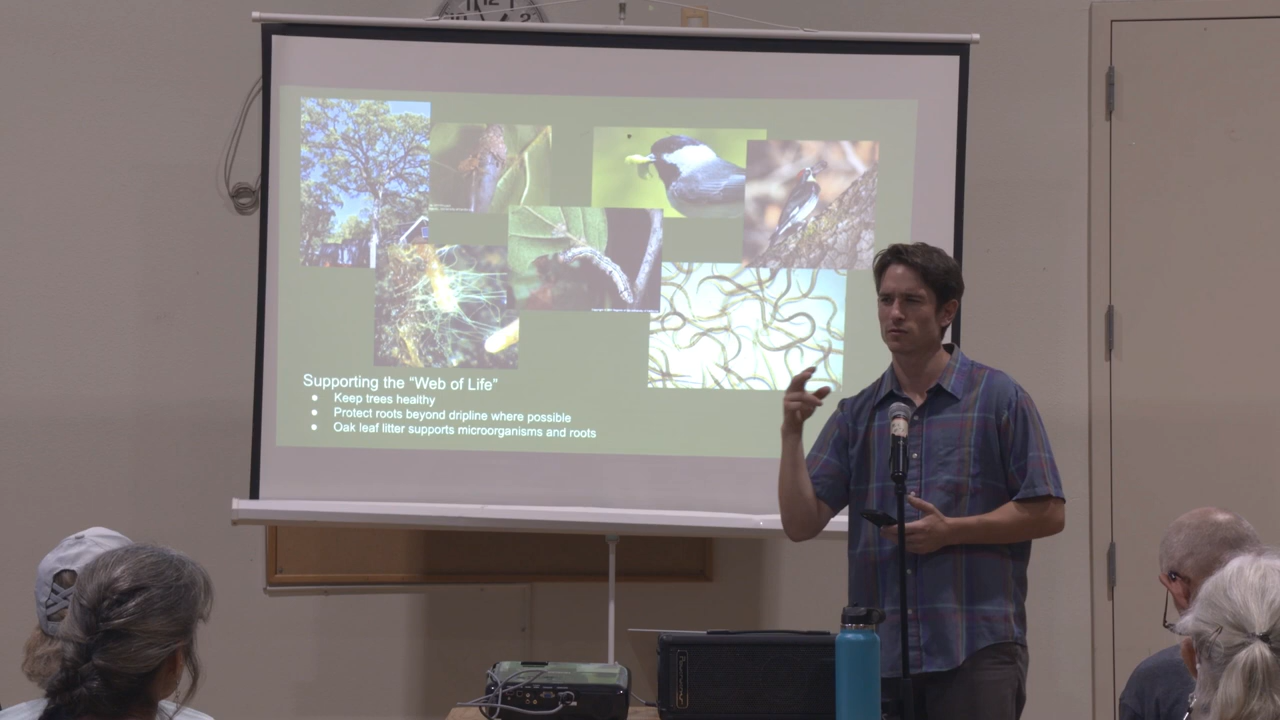 Supporting the "Web of Life"
● Keep trees healthy
● Protect roots beyond dripline where possible
● Oak leaf litter supports microorganisms and roots